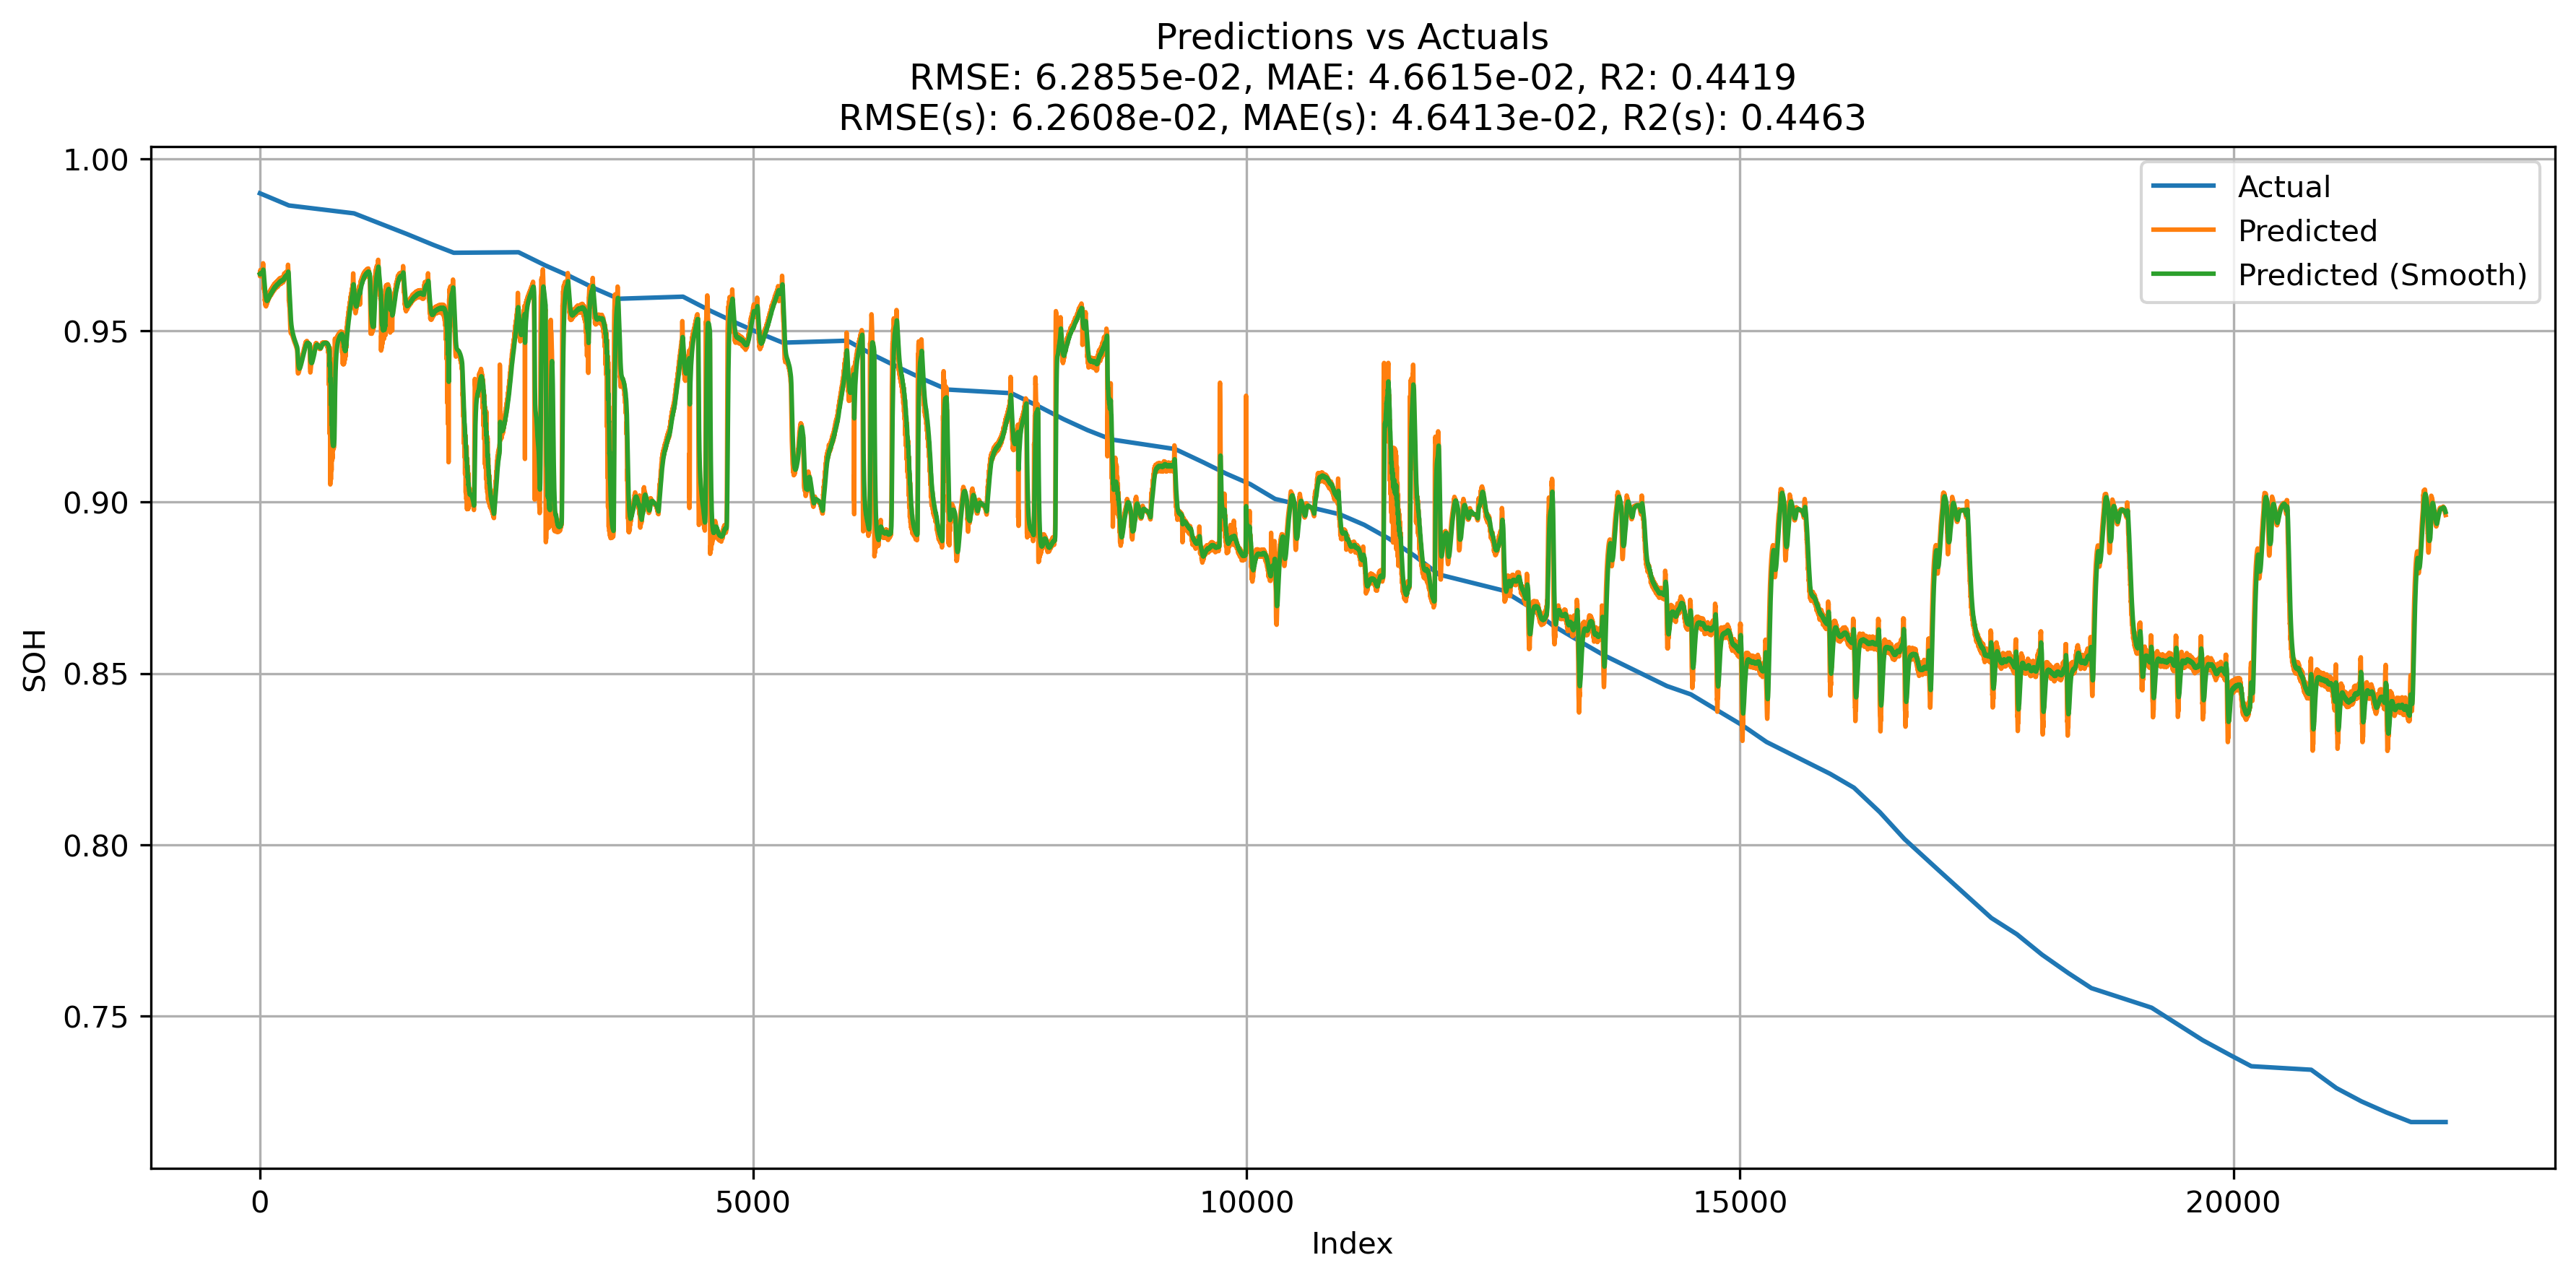 Predictions vs Actuals
RMSE: 6.2855e-02, MAE: 4.6615e-02, R2: 0.4419
RMSE(s): 6.2608e-02, MAE(s): 4.6413e-02, R2(s): 0.4463
1.00
0.95
0.90
0.85
0.80
0.75
SOH
Actual
Predicted
Predicted (Smooth)
0 5000 10000 15000 20000
Index